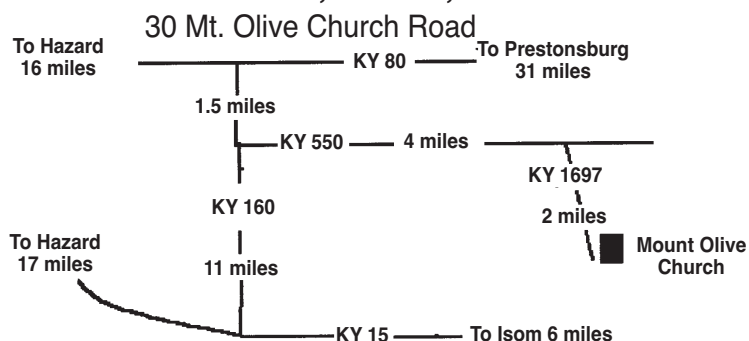 30 Mt. Olive Church Road
To Hazard
16 miles
KY 80
To Prestonsburg
31 miles
1.5 miles
KY 550
4 miles
KY 1697
KY 160
2 miles
To Hazard
17 miles
11 miles
Mount Olive
Church
KY 15
To Isom 6 miles